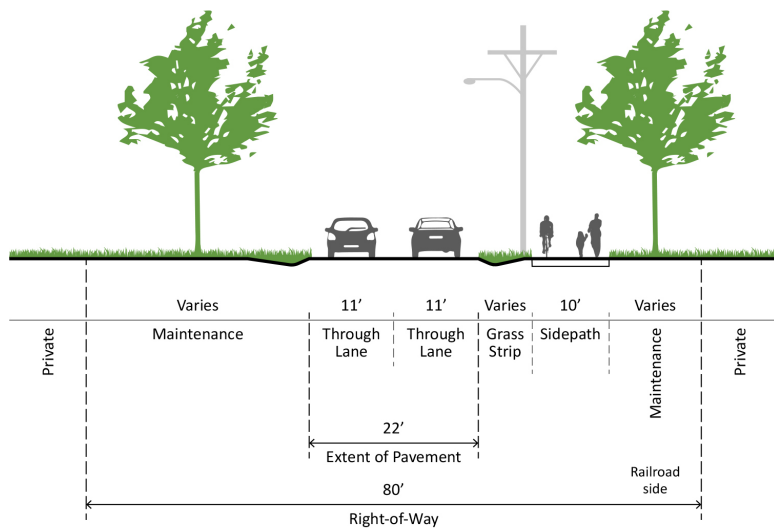 Varies 11’ 11’ Varies 10’ Varies
Private
Maintenance
Through
Lane
Through
Lane
Grass
Strip
Sidepath
Maintenance
Private
22’
Extent of Pavement
Railroad
side
80’
Right-of-Way